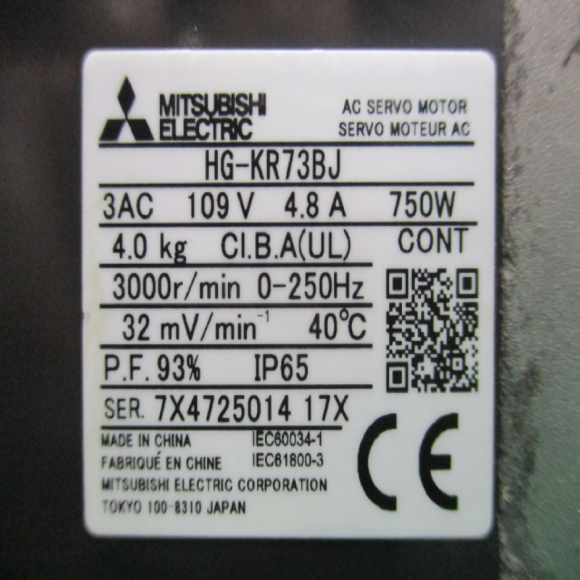 MITSUBISHI
ELECTRIC
AC SERVO MOTOR
SERVO MOTEUR AC
HG-KR73BJ
3AC 109 V 4.8 A 750W
4.0 kg CI.B.A(UL) CONT
3000r/min 0-250Hz
32 mV/min⁻¹ 40℃
P.F. 93% IP65
SER. 7X4725014 17X
MADE IN CHINA IEC60034-1
FABRIQUÉ EN CHINE IEC61800-3
MITSUBISHI ELECTRIC CORPORATION
TOKYO 100-8310 JAPAN
CE